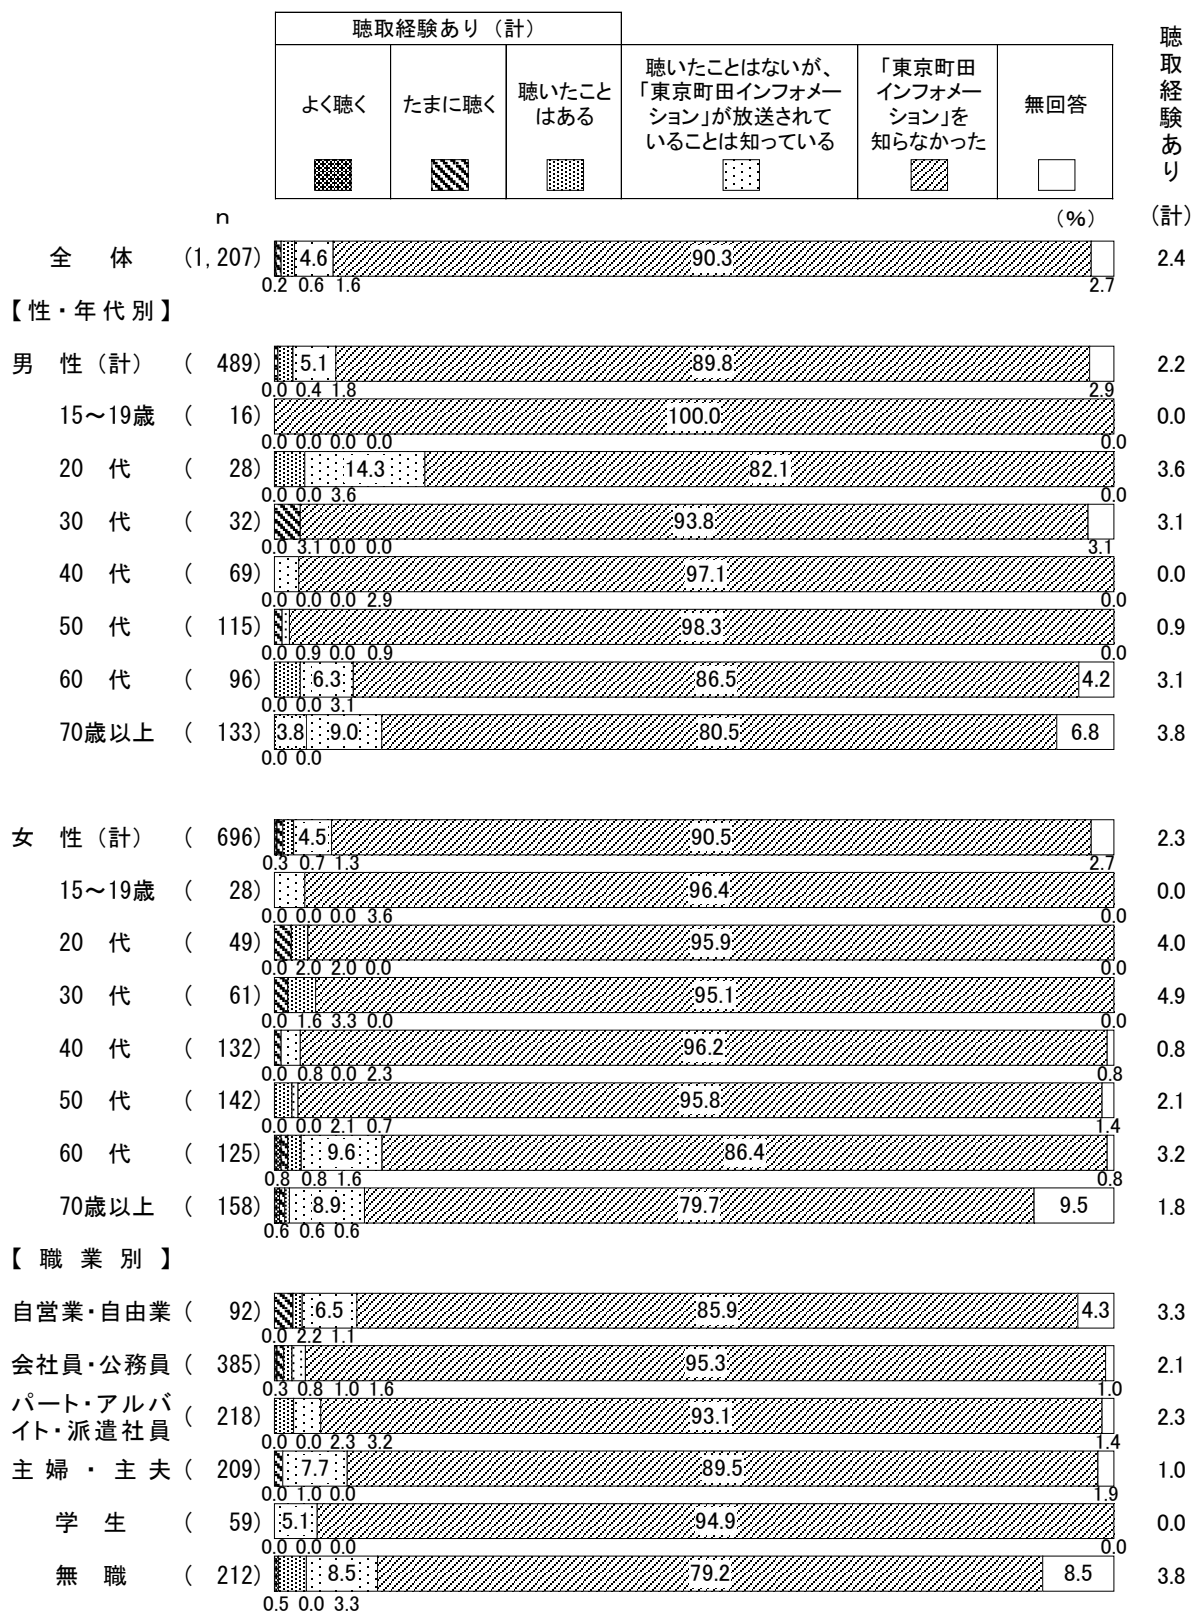 聴取経験あり（計）
よく聴く
たまに聴く
聴いたこと
はある
聴いたことはないが、
「東京町田インフォメー
ション」が放送されて
いることは知っている
「東京町田
インフォメー
ション」を
知らなかった
無回答
聴取経験あり
(計)
n
(%)
全 体 (1,207) 4.6 90.3 2.4
0.2 0.6 1.6 2.7
【性・年代別】
男 性（計） ( 489) 5.1 89.8 2.2
0.0 0.4 1.8 2.9
15～19歳 ( 16) 100.0 0.0
0.0 0.0 0.0 0.0 0.0
20 代 ( 28) 14.3 82.1 3.6
0.0 0.0 3.6 0.0
30 代 ( 32) 93.8 3.1
0.0 3.1 0.0 0.0 3.1
40 代 ( 69) 97.1 0.0
0.0 0.0 0.0 2.9 0.0
50 代 ( 115) 98.3 0.9
0.0 0.9 0.0 0.9 0.0
60 代 ( 96) 6.3 86.5 4.2 3.1
0.0 0.0 3.1
70歳以上 ( 133) 3.8 9.0 80.5 6.8 3.8
0.0 0.0
女 性（計） ( 696) 4.5 90.5 2.3
0.3 0.7 1.3 2.7
15～19歳 ( 28) 96.4 0.0
0.0 0.0 0.0 3.6 0.0
20 代 ( 49) 95.9 4.0
0.0 2.0 2.0 0.0 0.0
30 代 ( 61) 95.1 4.9
0.0 1.6 3.3 0.0 0.0
40 代 ( 132) 96.2 0.8
0.0 0.8 0.0 2.3 0.8
50 代 ( 142) 95.8 2.1
0.0 0.0 2.1 0.7 1.4
60 代 ( 125) 9.6 86.4 3.2
0.8 0.8 1.6 0.8
70歳以上 ( 158) 8.9 79.7 9.5 1.8
0.6 0.6 0.6
【 職 業 別 】
自営業・自由業 ( 92) 6.5 85.9 4.3 3.3
0.0 2.2 1.1
会社員・公務員 ( 385) 95.3 2.1
0.3 0.8 1.0 1.6 1.0
パート・アルバ
イト・派遣社員 ( 218) 93.1 2.3
0.0 0.0 2.3 3.2 1.4
主 婦 ・ 主 夫 ( 209) 7.7 89.5 1.0
0.0 1.0 0.0 1.9
学 生 ( 59) 5.1 94.9 0.0
0.0 0.0 0.0 0.0
無 職 ( 212) 8.5 79.2 8.5 3.8
0.5 0.0 3.3